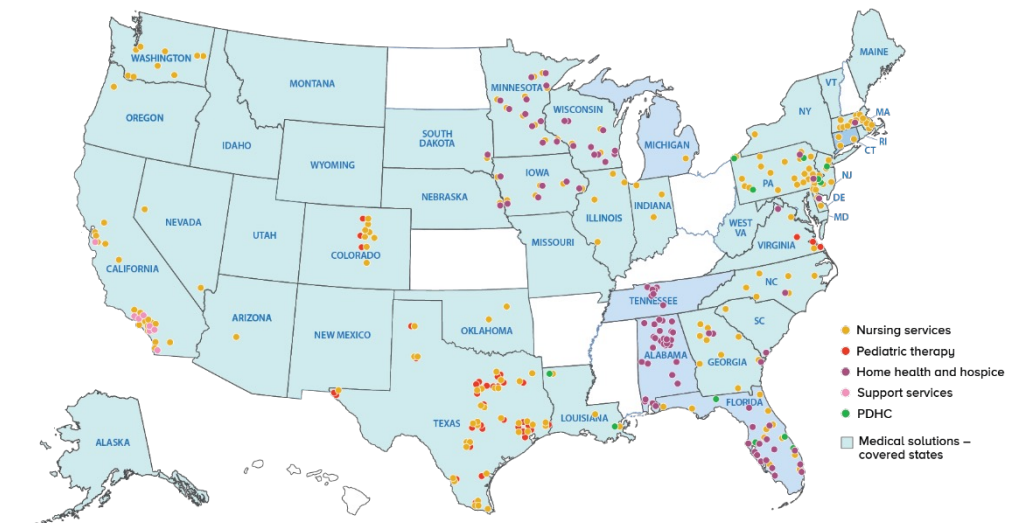 MAINE
WASHINGTON
MONTANA
MINNESOTA
VT
WISCONSIN
NY
MA
OREGON
SOUTH
DAKOTA
IDAHO
MICHIGAN
RI
CT
WYOMING
IOWA
NJ
PA
NEBRASKA
DE
INDIANA
MD
NEVADA
ILLINOIS
WEST
VA
UTAH
COLORADO
MISSOURI
VIRGINIA
CALIFORNIA
NC
TENNESSEE
ARIZONA
SC
NEW MEXICO
OKLAHOMA
ALABAMA
GEORGIA
FLORIDA
LOUISIANA
TEXAS
ALASKA
Nursing services
Pediatric therapy
Home health and hospice
Support services
PDHC
Medical solutions –
covered states